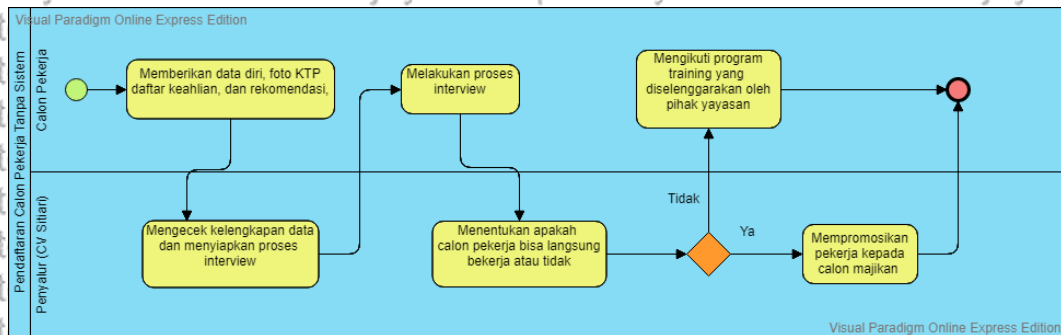 Visual Paradigm Online Express Edition
Pendaftaran Calon Pekerja Tanpa Sistem
Calon Pekerja
Memberikan data diri, foto KTP
daftar keahlian, dan rekomendasi,
Melakukan proses
interview
Mengikuti program
training yang
diselenggarakan oleh
pihak yayasan
Penyalur (CV Sitiari)
Mengecek kelengkapan data
dan menyiapkan proses
interview
Menentukan apakah
calon pekerja bisa langsung
bekerja atau tidak
Tidak
Ya
Mempromosikan
pekerja kepada
calon majikan
Visual Paradigm Online Express Edition